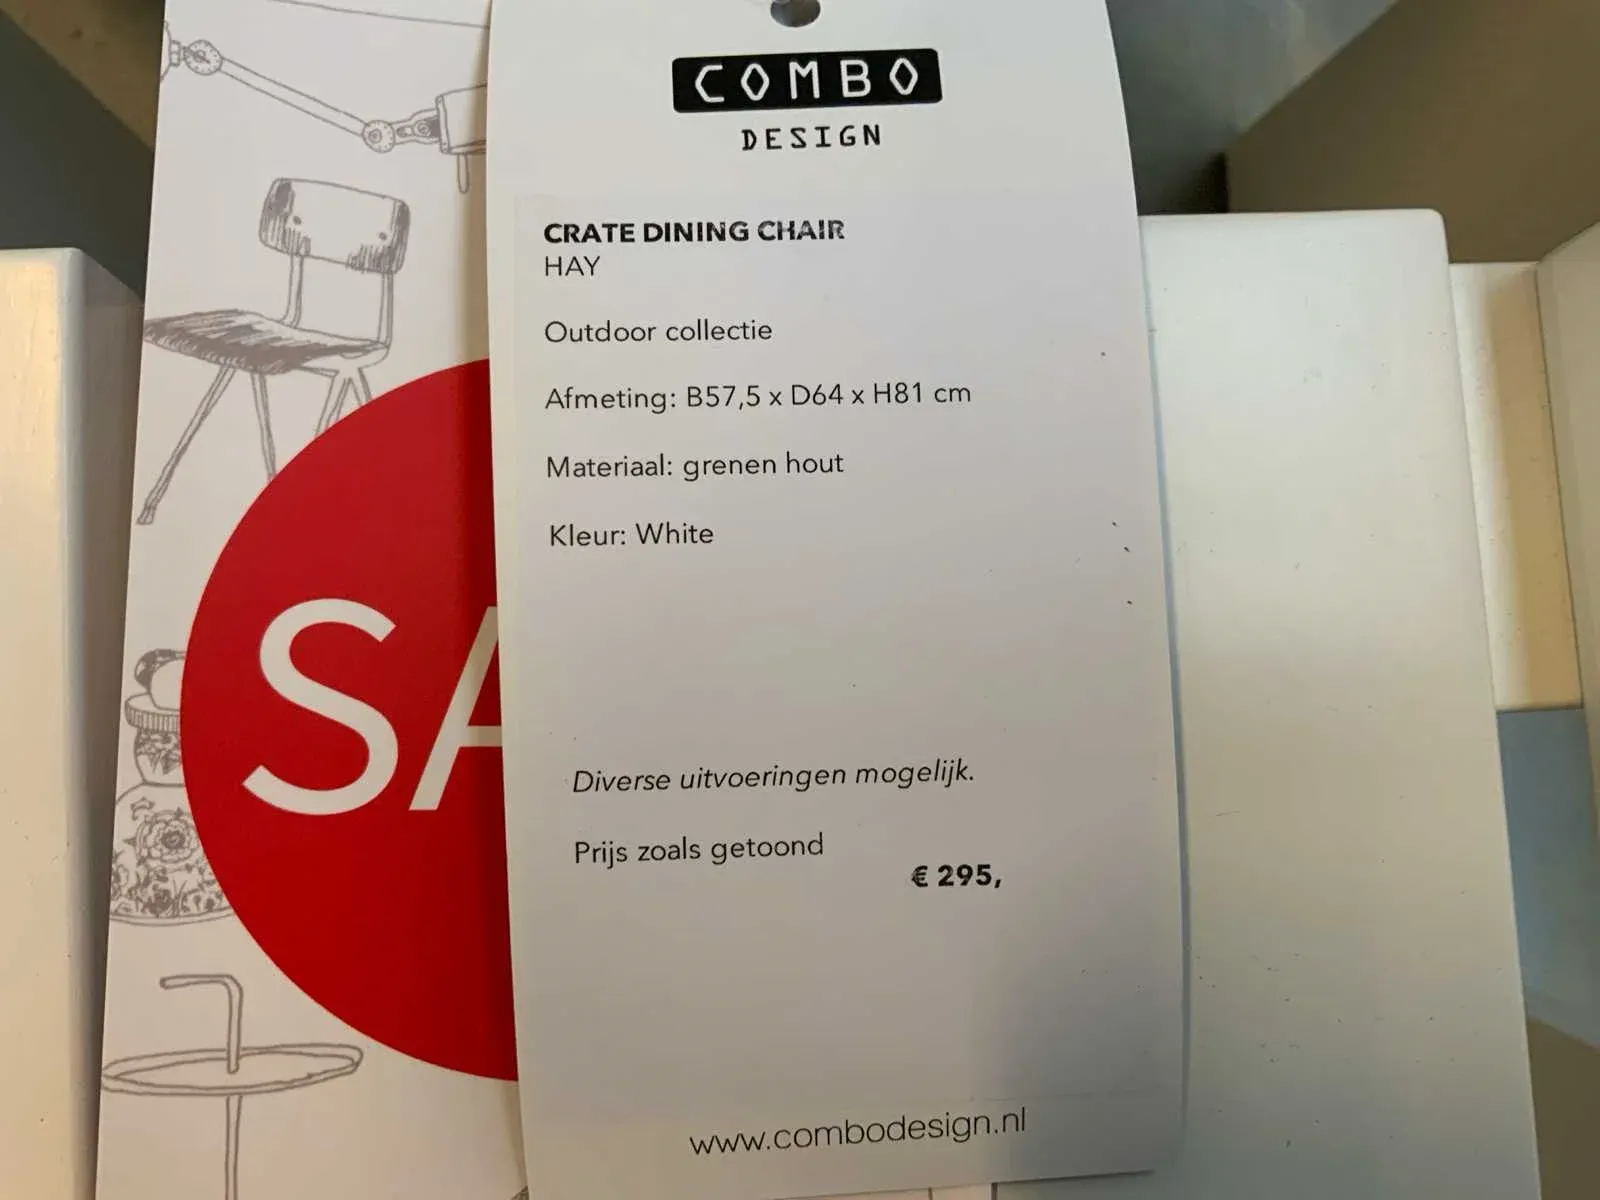 COMBO
DESIGN
CRATE DINING CHAIR
HAY
Outdoor collectie
Afmeting: B57,5 x D64 x H81 cm
Materiaal: grenen hout
Kleur: White
Diverse uitvoeringen mogelijk.
Prijs zoals getoond
€ 295,
www.combodesign.nl
SA